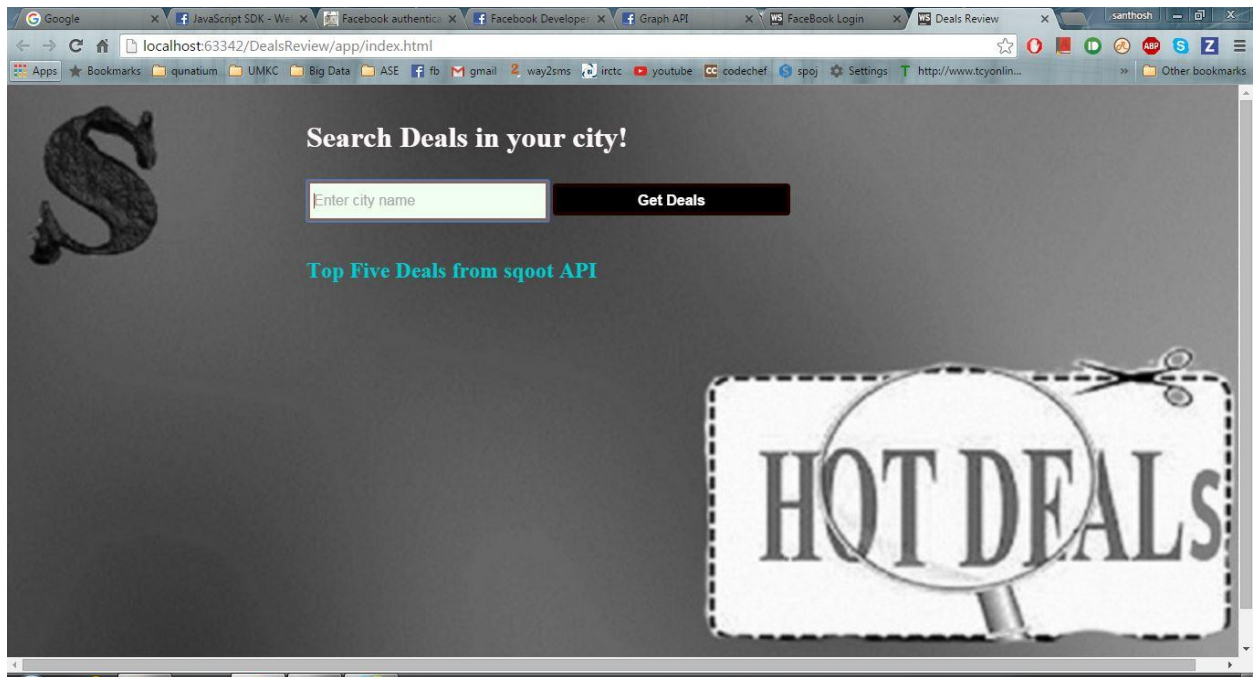 Google
JavaScript SDK - We
Facebook authentica
Facebook Developer
Graph API
FaceBook Login
Deals Review
santhosh
localhost:63342/DealsReview/app/index.html
Apps Bookmarks qunatium UMKC Big Data ASE fb gmail way2sms irctc youtube codechef spoj Settings http://www.tcyonlin... » Other bookmarks
S
Search Deals in your city!
Enter city name Get Deals
Top Five Deals from sqoot API
HOT DEALs